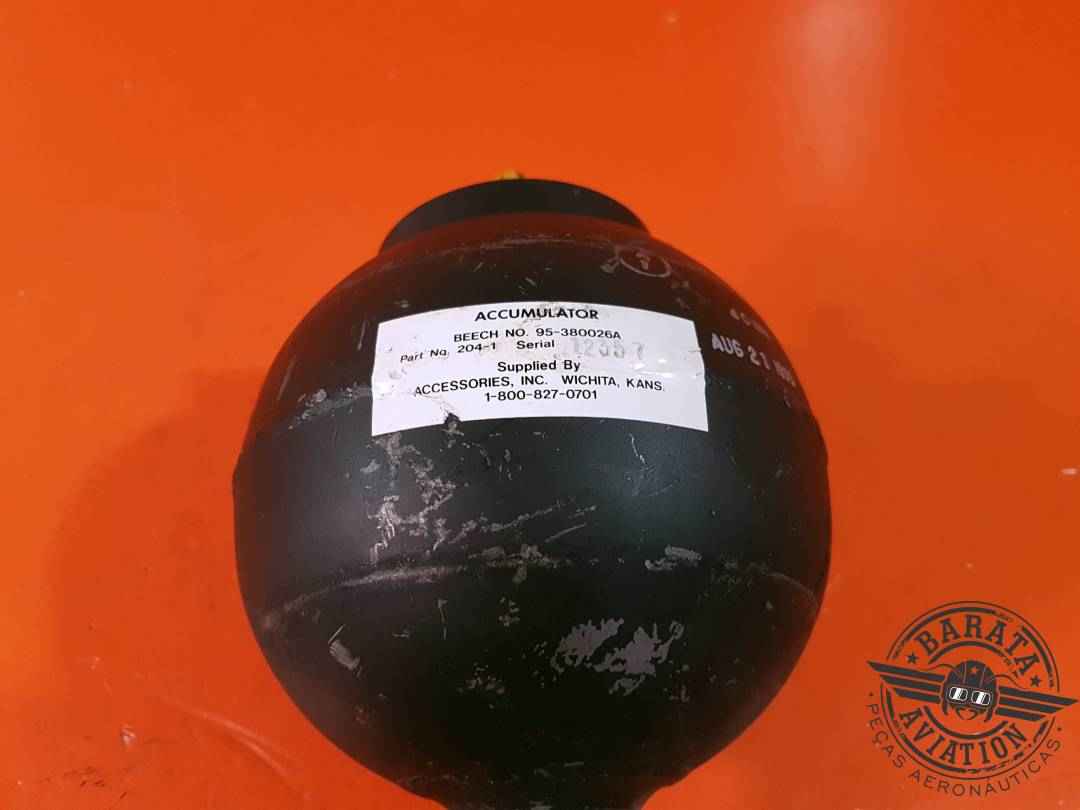 ACCUMULATOR
BEECH NO. 95-380026A
Part No. 204-1 Serial
Supplied By
ACCESSORIES, INC. WICHITA, KANS.
1-800-827-0701
AUG 21
BARATA
AVIATION
PEÇAS AERONÁUTICAS